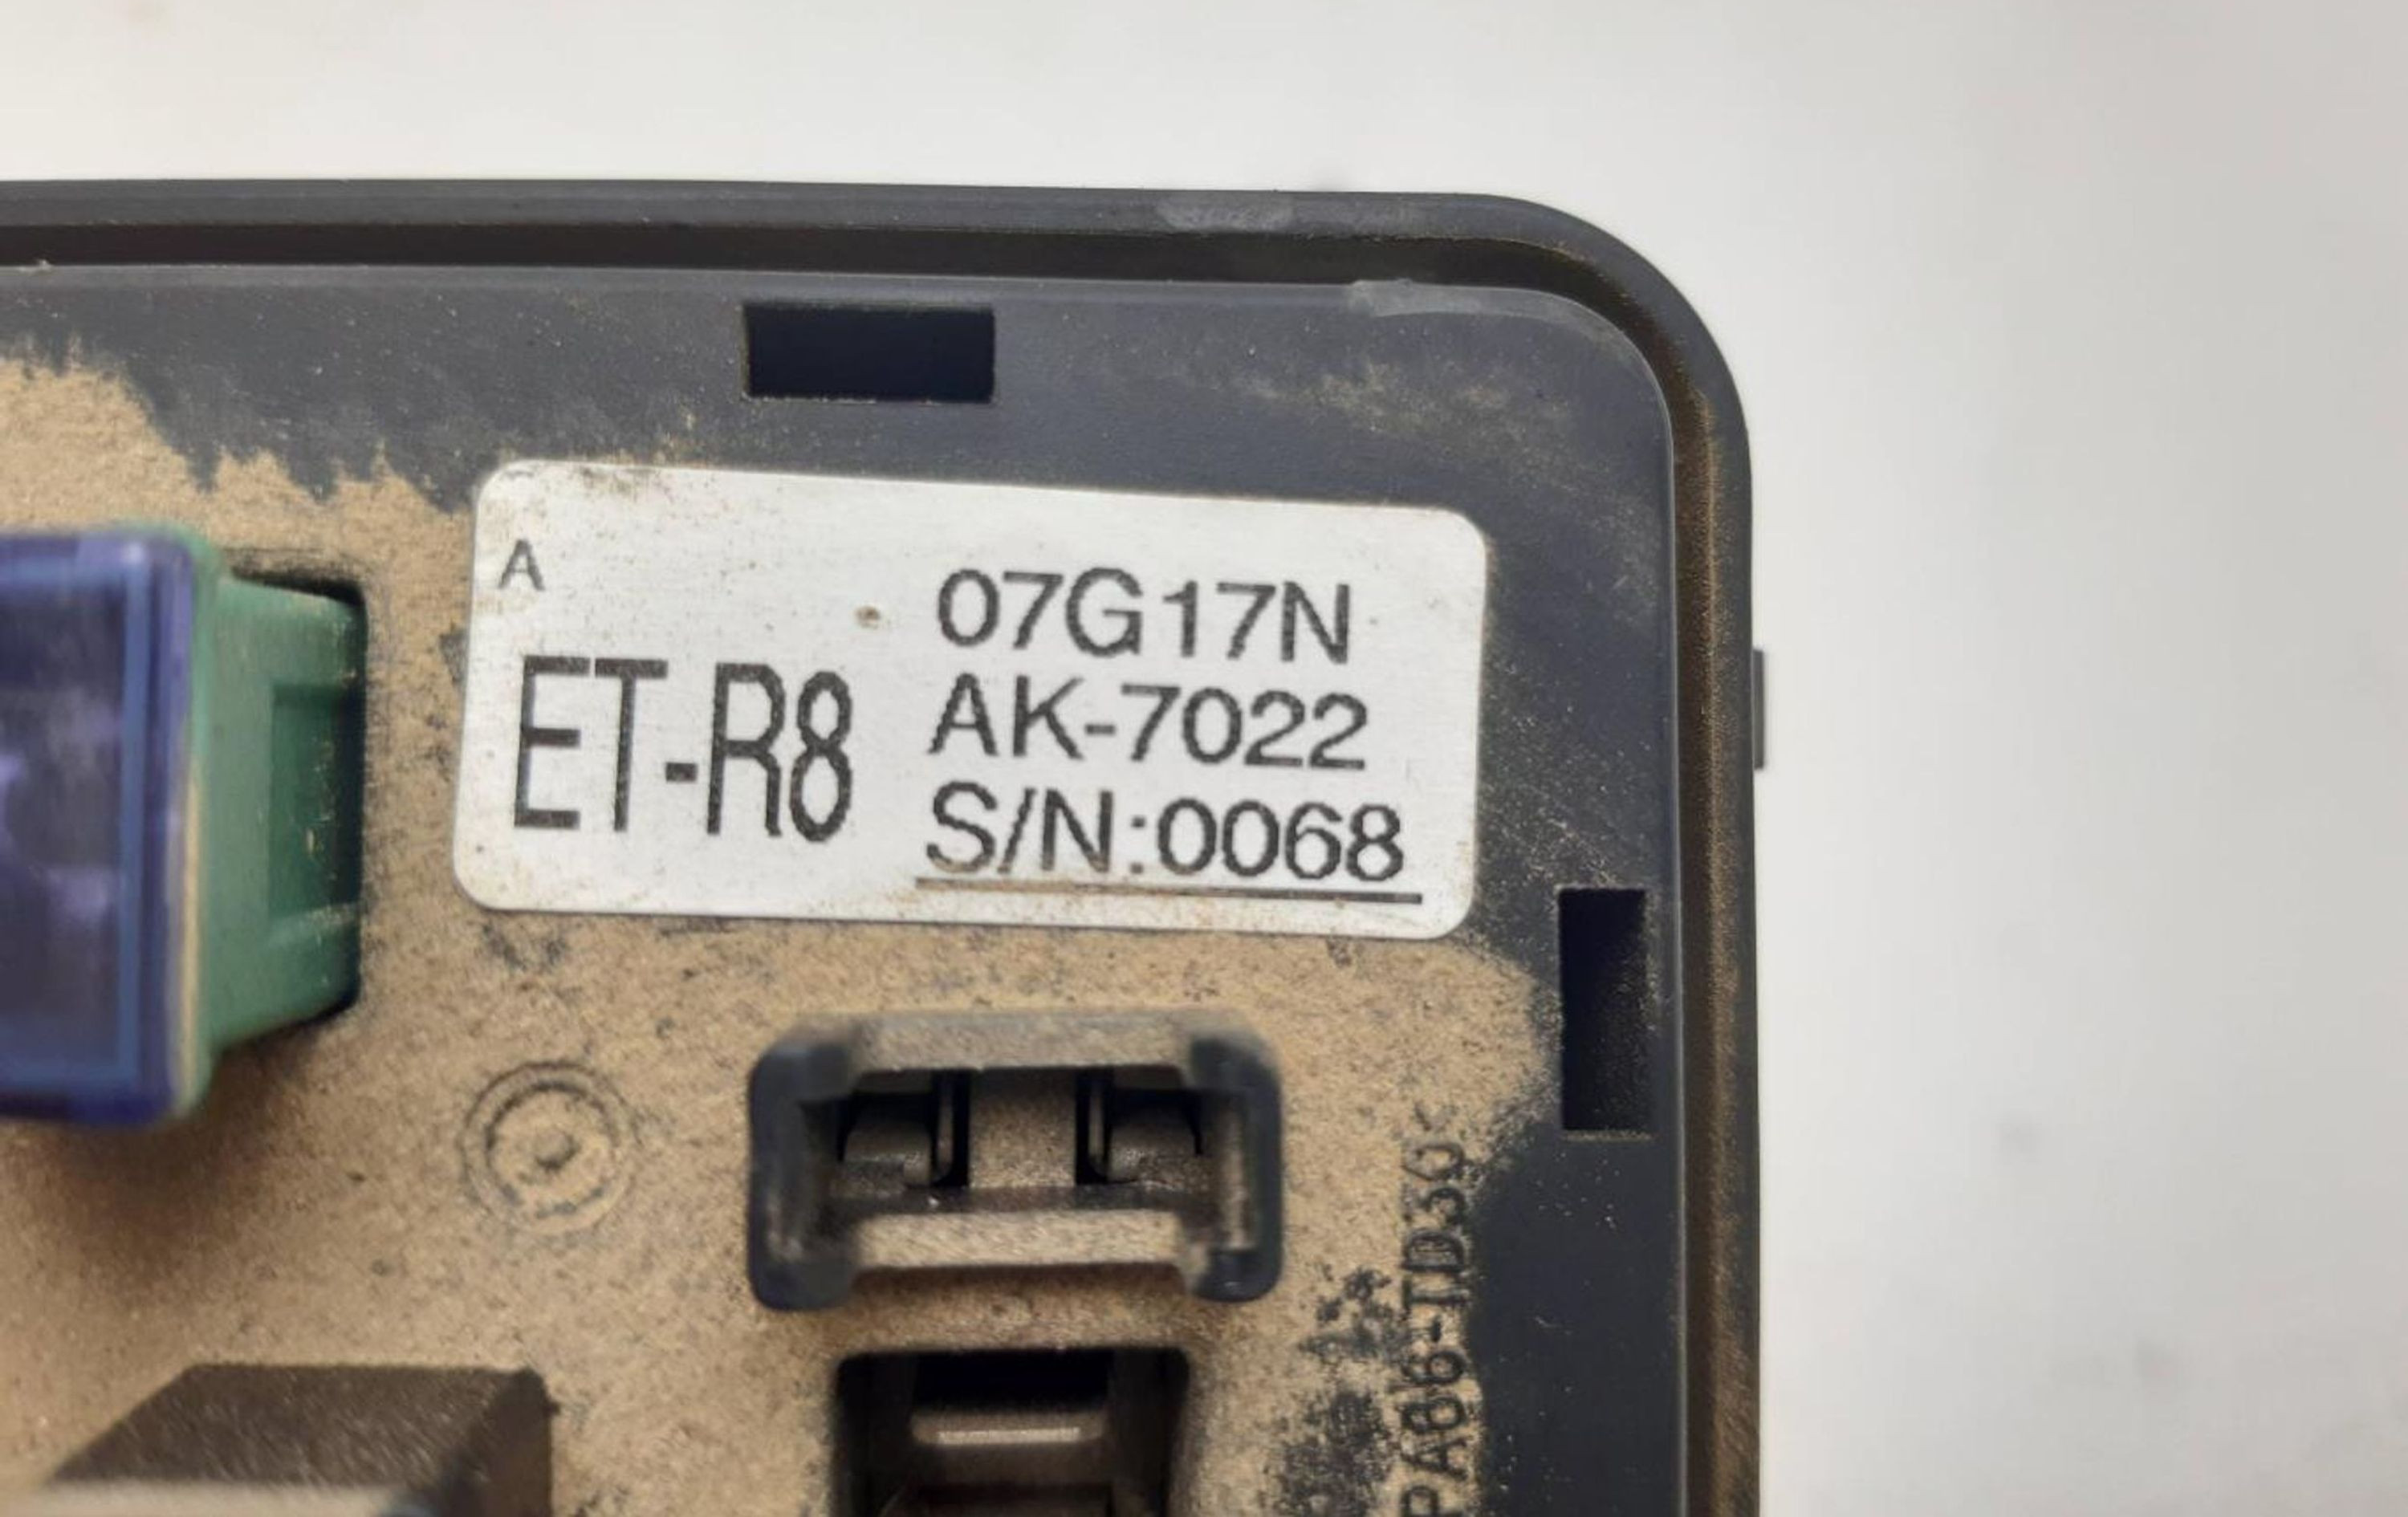 A
ET-R8
07G17N
AK-7022
S/N:0068
PA66-TD30<